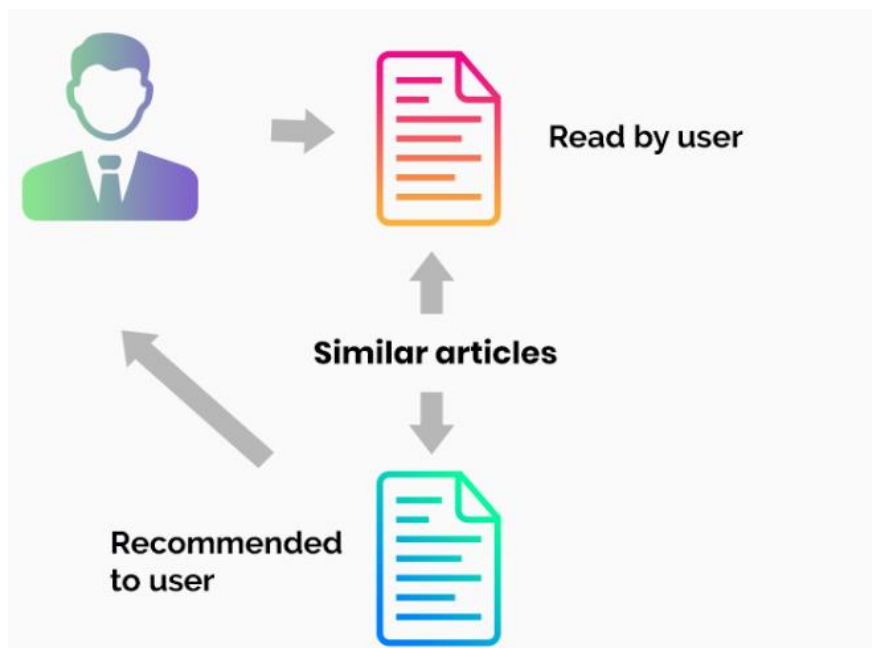 Read by user
Similar articles
Recommended
to user